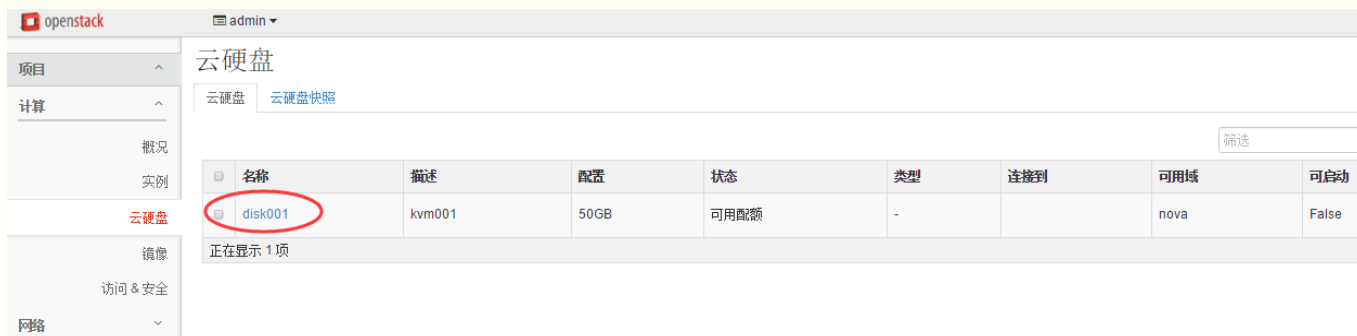 openstack
admin
项目
计算
概况
实例
云硬盘
镜像
访问 & 安全
网络
云硬盘
云硬盘 云硬盘快照
筛选
名称 描述 配置 状态 类型 连接到 可用域 可启动
disk001 kvm001 50GB 可用配额 - nova False
正在显示 1 项